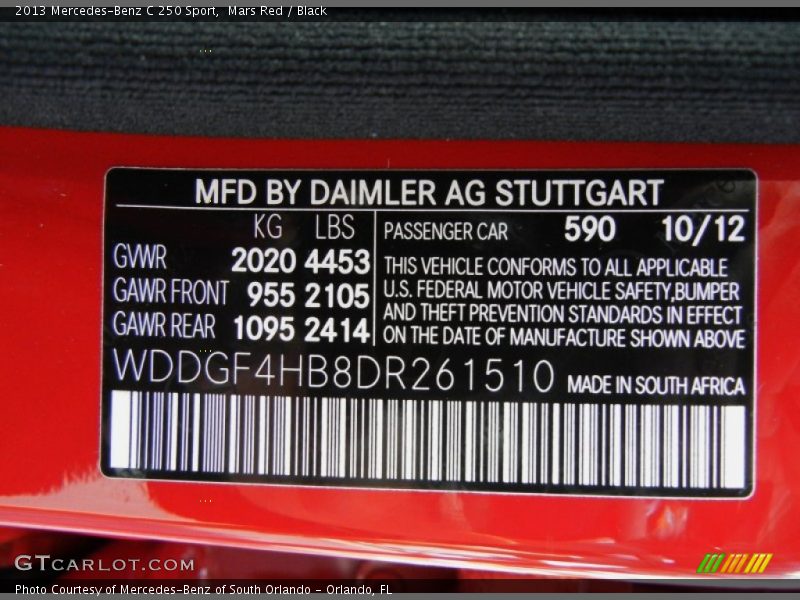 2013 Mercedes-Benz C 250 Sport,  Mars Red / Black
MFD BY DAIMLER AG STUTTGART
KG LBS
GVWR 2020 4453
GAWR FRONT 955 2105
GAWR REAR 1095 2414
PASSENGER CAR 590 10/12
THIS VEHICLE CONFORMS TO ALL APPLICABLE
U.S. FEDERAL MOTOR VEHICLE SAFETY,BUMPER
AND THEFT PREVENTION STANDARDS IN EFFECT
ON THE DATE OF MANUFACTURE SHOWN ABOVE
WDDGF4HB8DR261510 MADE IN SOUTH AFRICA
GTCARLOT.COM
Photo Courtesy of Mercedes-Benz of South Orlando - Orlando, FL